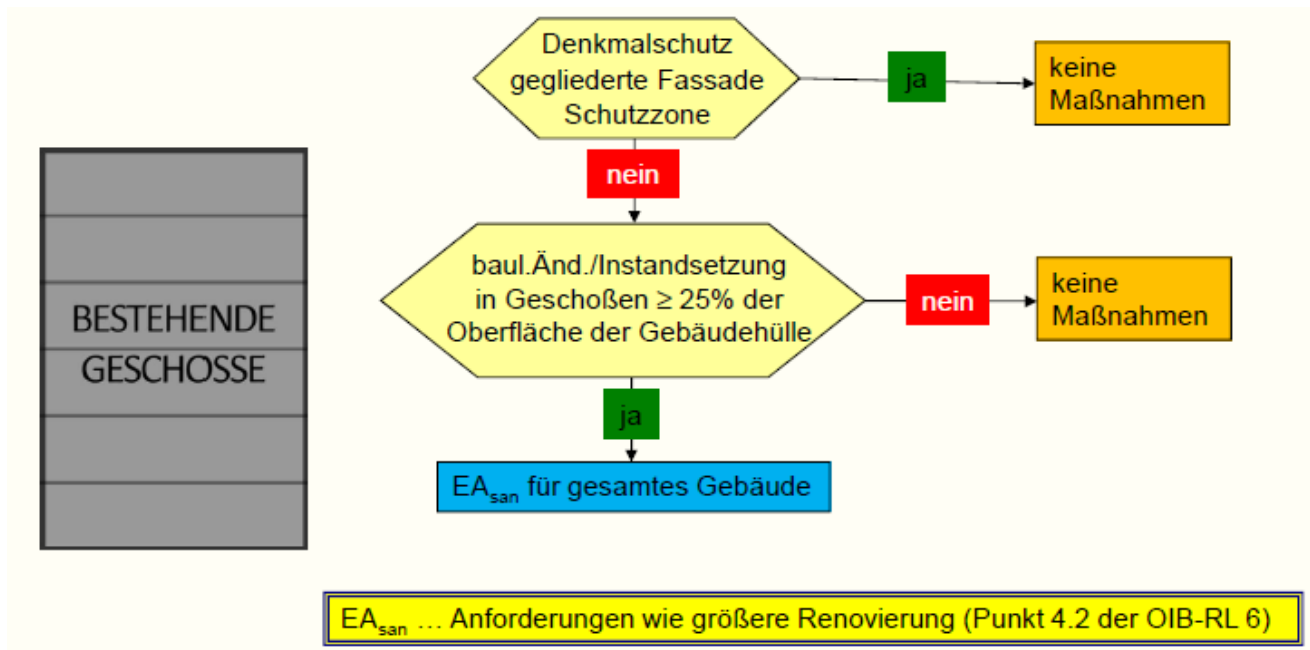 Denkmalschutz
gegliederte Fassade
Schutzzone
ja
keine
Maßnahmen
nein
BESTEHENDE
GESCHOSSE
baul.Änd./Instandsetzung
in Geschoßen ≥ 25% der
Oberfläche der Gebäudehülle
nein
keine
Maßnahmen
ja
EAsan für gesamtes Gebäude
EAsan ... Anforderungen wie größere Renovierung (Punkt 4.2 der OIB-RL 6)